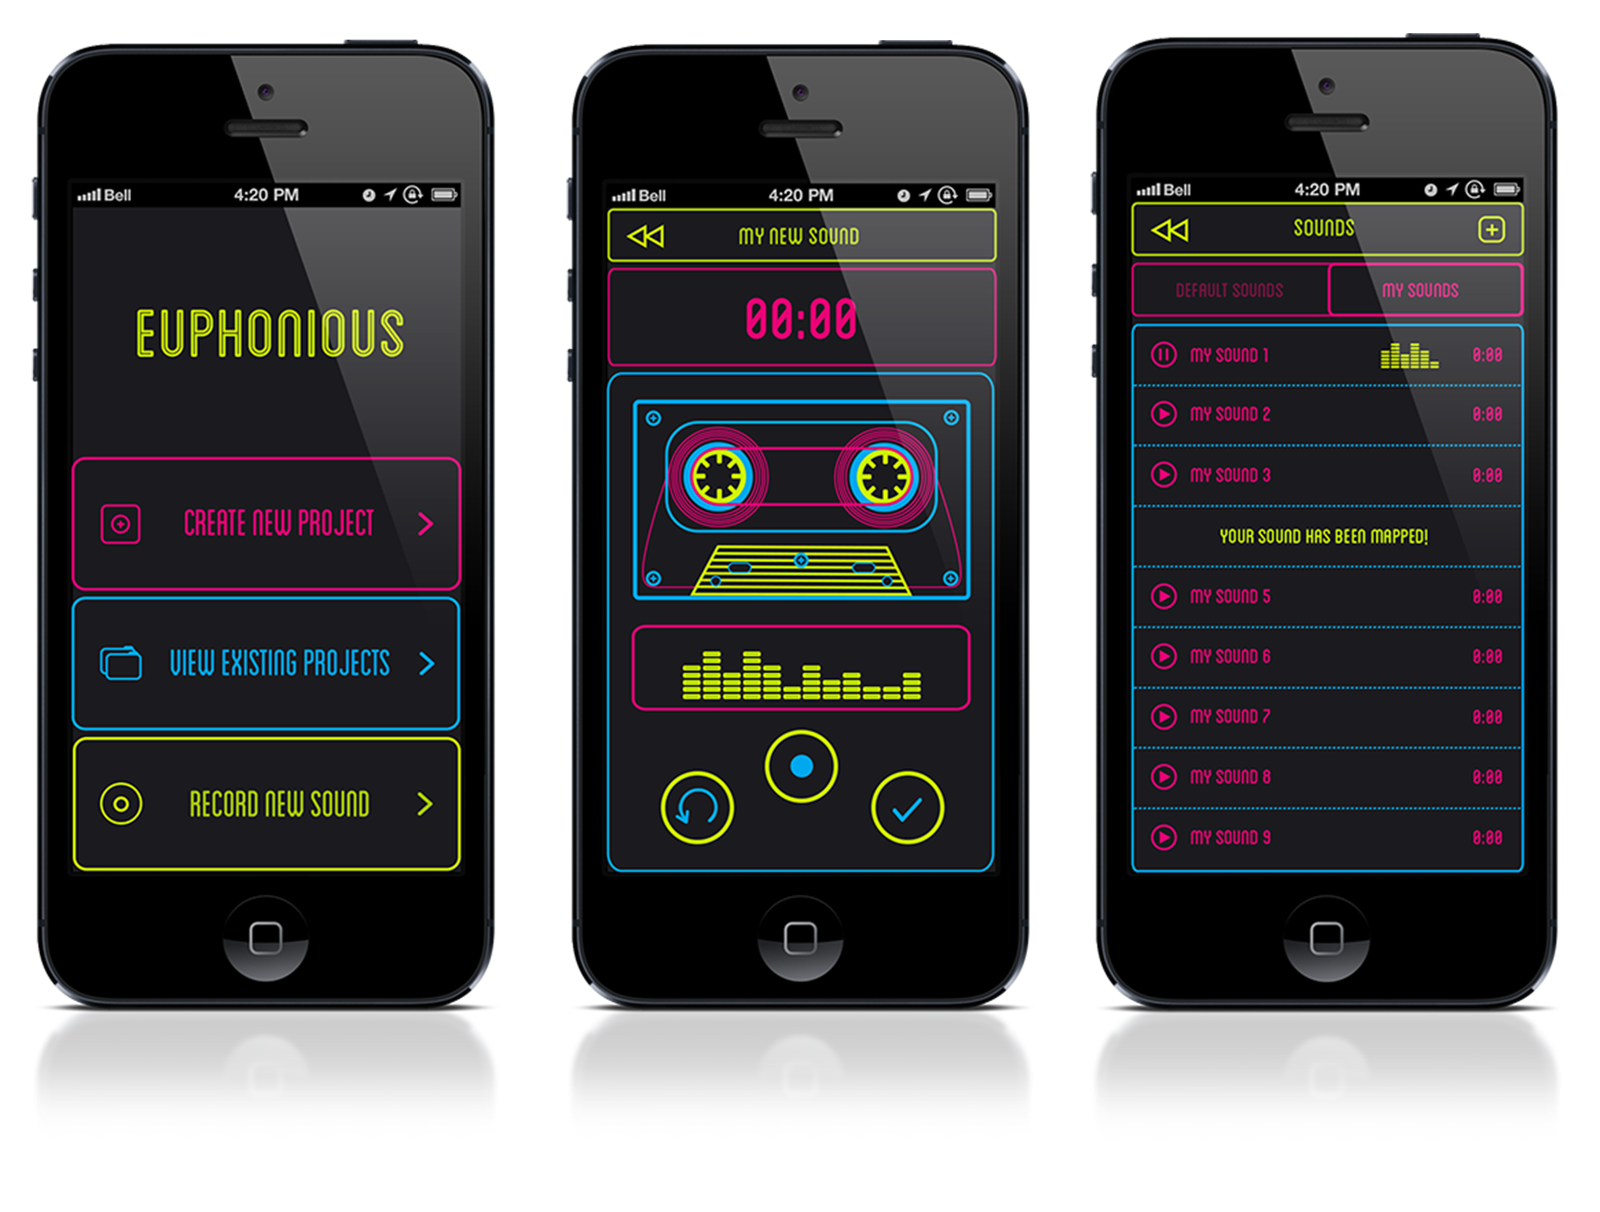 Bell 4:20 PM
EUPHONIOUS
CREATE NEW PROJECT
VIEW EXISTING PROJECTS
RECORD NEW SOUND
Bell 4:20 PM
MY NEW SOUND
00:00
Bell 4:20 PM
SOUNDS
DEFAULT SOUNDS MY SOUNDS
MY SOUND 1 0:00
MY SOUND 2 0:00
MY SOUND 3 0:00
YOUR SOUND HAS BEEN MAPPED!
MY SOUND 5 0:00
MY SOUND 6 0:00
MY SOUND 7 0:00
MY SOUND 8 0:00
MY SOUND 9 0:00